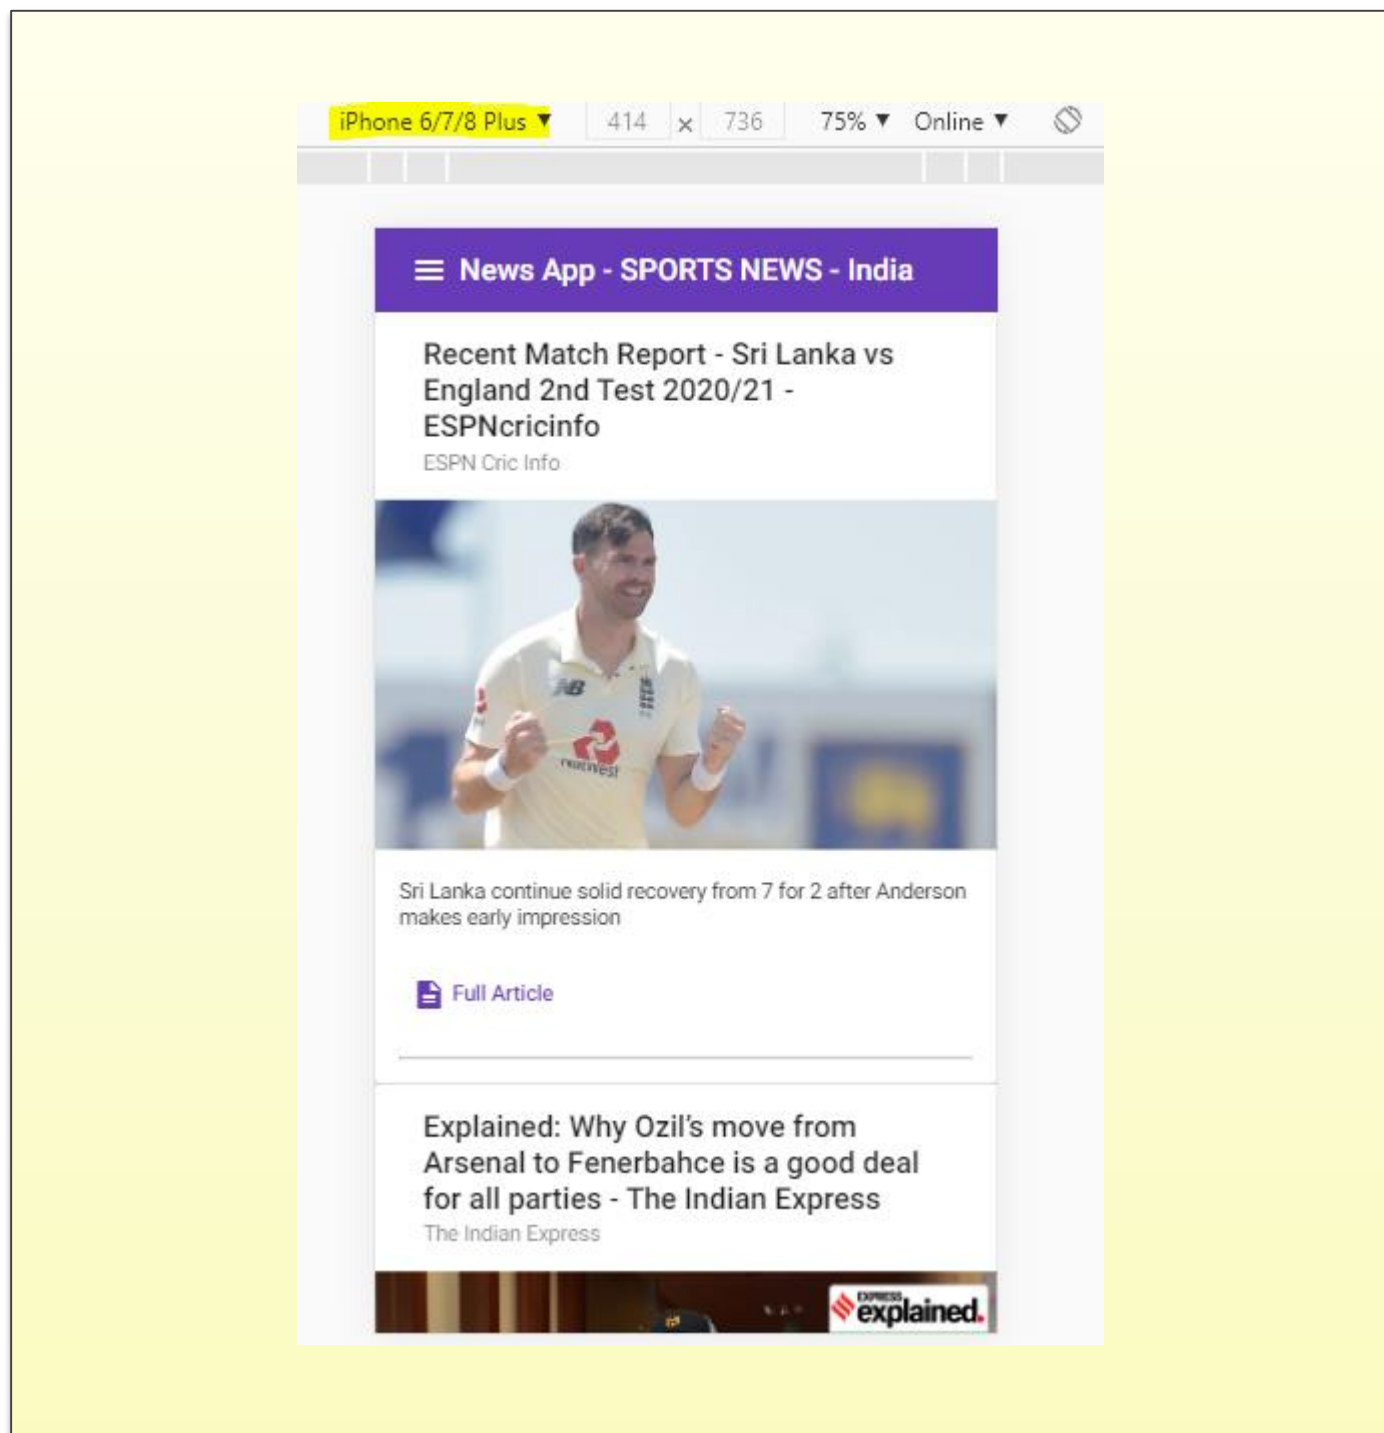 iPhone 6/7/8 Plus ▼ 414 × 736 75% ▼ Online ▼
News App - SPORTS NEWS - India
Recent Match Report - Sri Lanka vs
England 2nd Test 2020/21 -
ESPNcricinfo
ESPN Cric Info
NB
NatWest
Sri Lanka continue solid recovery from 7 for 2 after Anderson
makes early impression
Full Article
Explained: Why Ozil's move from
Arsenal to Fenerbahce is a good deal
for all parties - The Indian Express
The Indian Express
EXPRESS
explained.